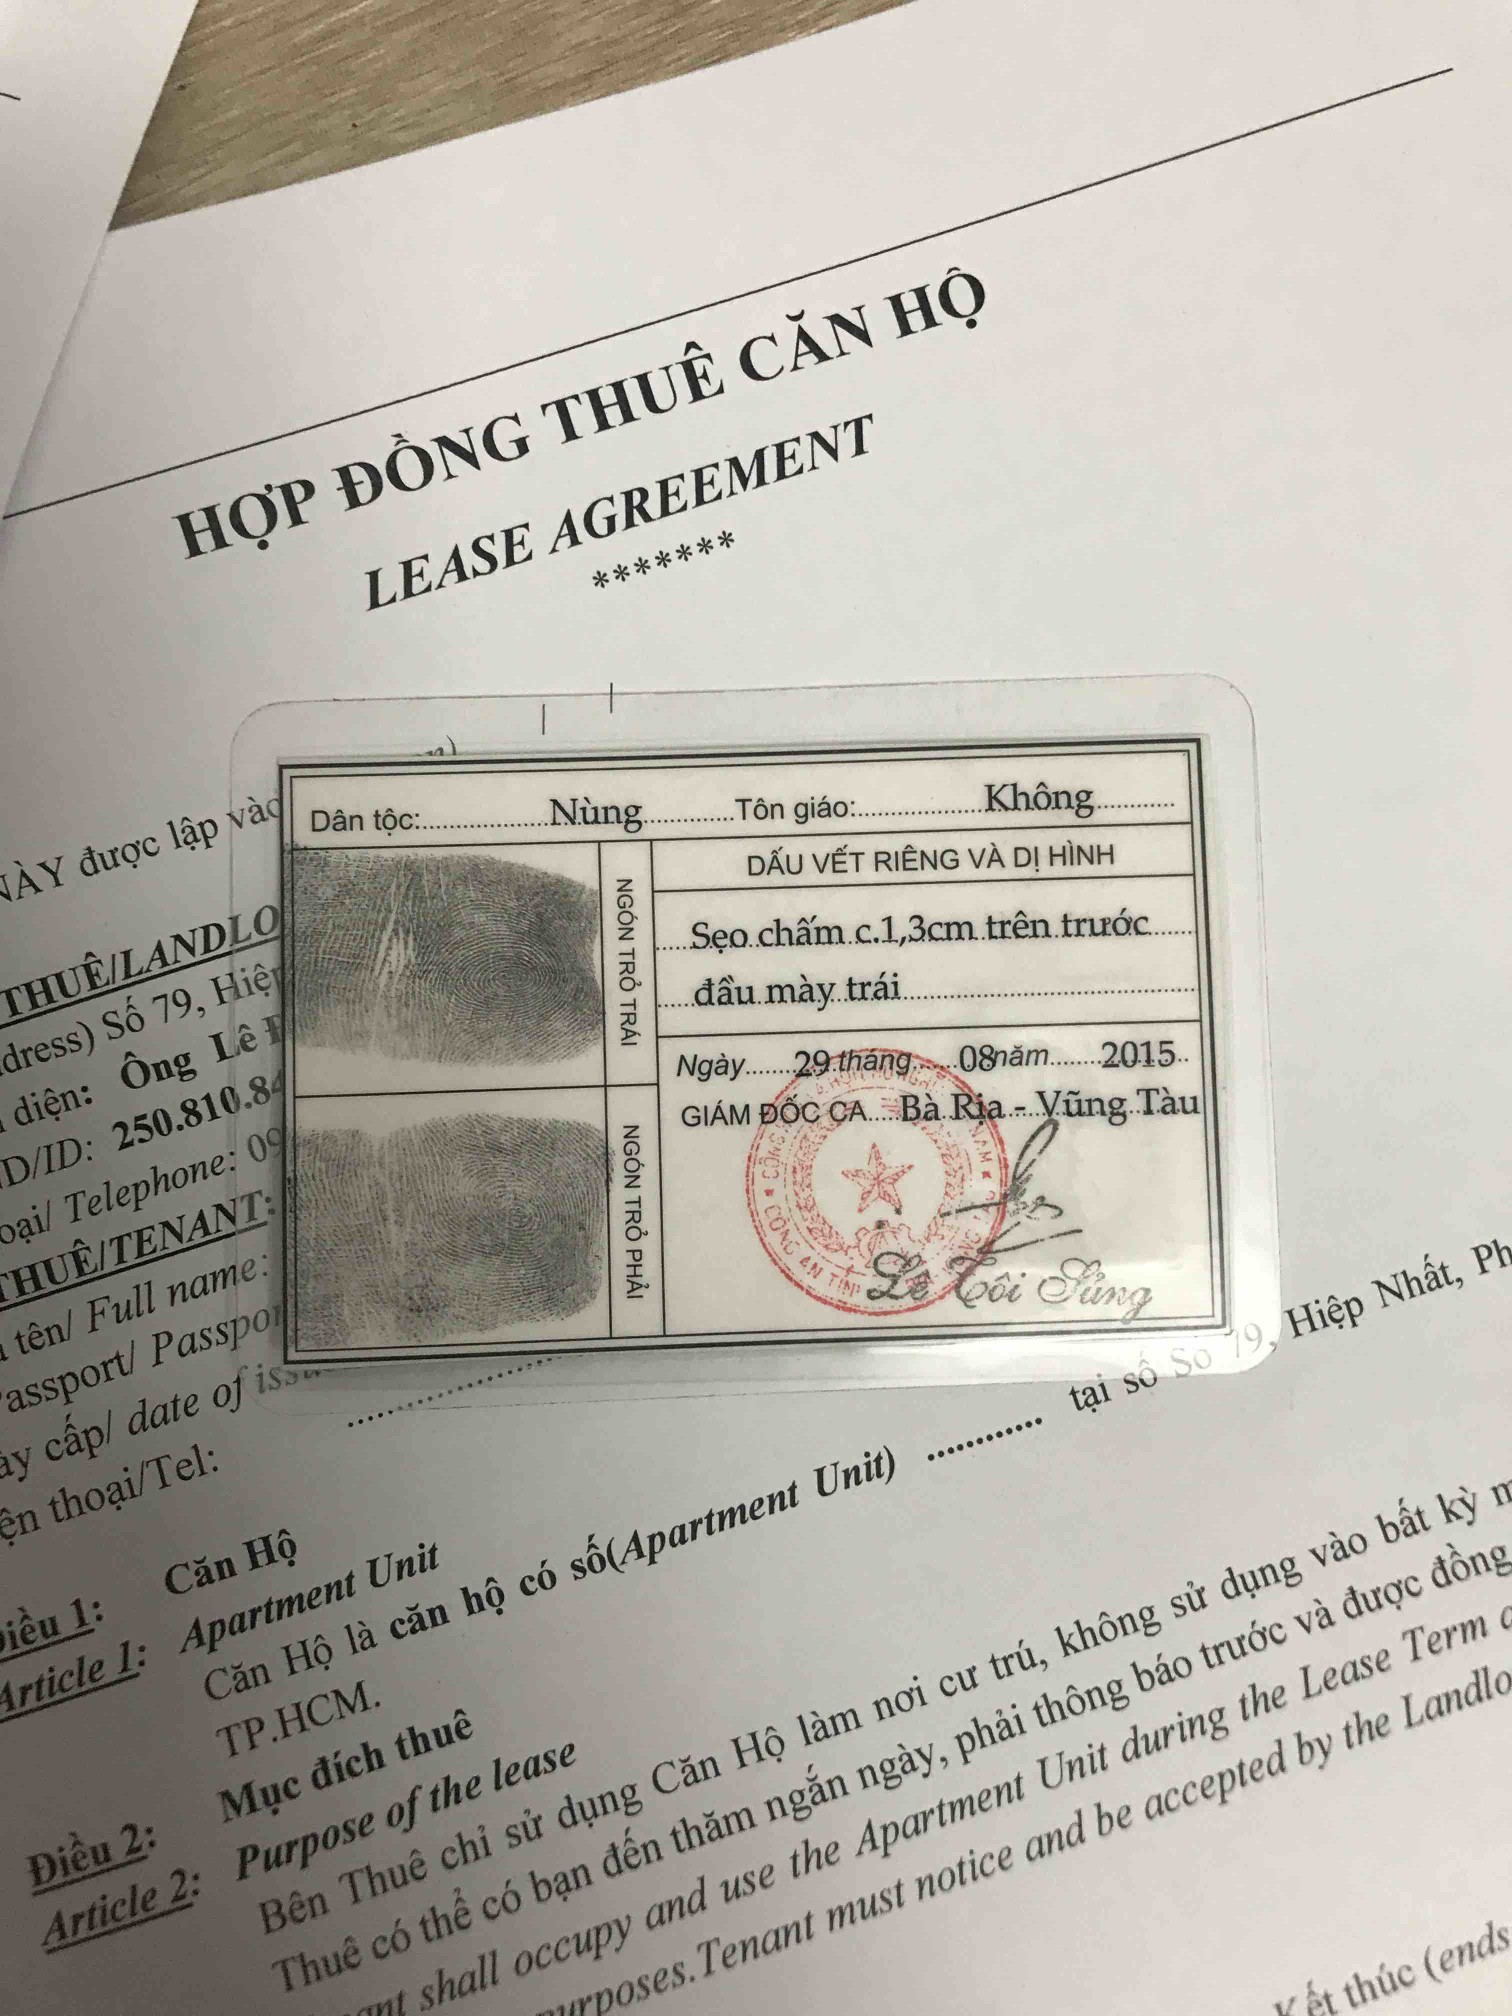 HỢP ĐỒNG THUÊ CĂN HỘ
LEASE AGREEMENT
*******
NÀY được lập vào
THUÊ/LANDLO
dress) Số 79, Hiệp
diện: Ông Lê
D/ID: 250.810.84
oại/ Telephone: 09
THUÊ/TENANT:
tên/ Full name:
assport/ Passpor
ày cấp/ date of iss
ện thoại/Tel:
Dân tộc: Nùng Tôn giáo: Không
NGÓN TRỎ TRÁI
NGÓN TRỎ PHẢI
DẤU VẾT RIÊNG VÀ DỊ HÌNH
Sẹo chấm c.1,3cm trên trước
đầu mày trái
Ngày 29 tháng 08 năm 2015
GIÁM ĐỐC CA Bà Rịa - Vũng Tàu
CÔNG AN TỈNH
Lê Tôi Sủng
Điều 1: Căn Hộ
Article 1: Apartment Unit
Căn Hộ là căn hộ có số(Apartment Unit) ............ tại số Số 79, Hiệp Nhất, Ph
TP.HCM.
Điều 2: Mục đích thuê
Article 2: Purpose of the lease
Bên Thuê chỉ sử dụng Căn Hộ làm nơi cư trú, không sử dụng vào bất kỳ m
Thuê có thể có bạn đến thăm ngắn ngày, phải thông báo trước và được đồng
ant shall occupy and use the Apartment Unit during the Lease Term
urposes.Tenant must notice and be accepted by the Landlo
Kết thúc (ends